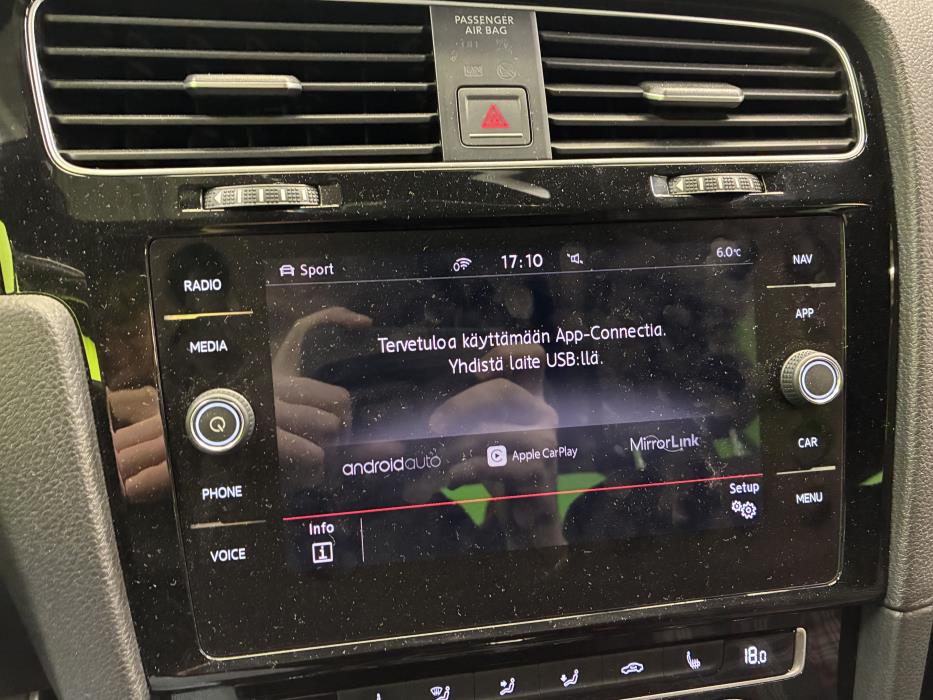 PASSENGER
AIR BAG
RADIO
MEDIA
PHONE
VOICE
Sport
17:10
6.0°C
Tervetuloa käyttämään App-Connectia.
Yhdistä laite USB:llä.
androidauto
Apple CarPlay
MirrorLink
Info
Setup
NAV
APP
CAR
MENU
18.0